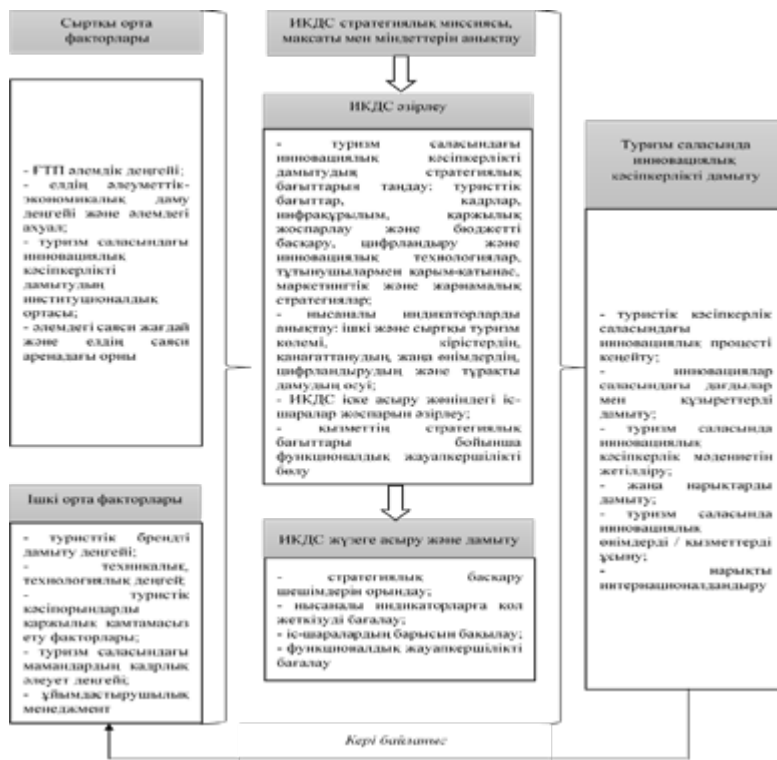 Сыртқы орта
факторлары
- ҒТП әлемдік деңгейі;
- елдің әлеуметтік-
экономикалық даму
деңгейі және әлемдегі
ахуал;
- туризм саласындағы
инновациялық
кәсіпкерлікті
дамытудың
институционалдық
ортасы;
- әлемдегі саяси жағдай
және елдің саяси
аренадағы орны
Ішкі орта факторлары
- туристтік брендті
дамыту деңгейі;
- техникалық,
технологиялық деңгей;
- туристік
кәсіпорындарды
қаржылық қамтамасыз
ету факторлары;
- туризм саласындағы
мамандардың кадрлық
әлеует деңгейі;
- ұйымдастырушылық
менеджмент
ИКДС стратегиялық миссиясы,
мақсаты мен міндеттерін анықтау
ИКДС әзірлеу
- туризм саласындағы
инновациялық кәсіпкерлікті
дамытудың стратегиялық
бағыттарын таңдау: туристтік
бағыттар, кадрлар,
инфрақұрылым, қаржылық
жоспарлау және бюджетті
басқару, цифрландыру және
инновациялық технологиялар,
тұтынушылармен қарым-қатынас,
маркетингтік және жарнамалық
стратегиялар;
- нысаналы индикаторларды
анықтау: ішкі және сыртқы туризм
көлемі, кірістердің,
қанағаттанудың, жаңа өнімдердің,
цифрландырудың және тұрақты
дамудың өсуі;
- ИКДС іске асыру жөніндегі іс-
шаралар жоспарын әзірлеу;
- қызметтің стратегиялық
бағыттары бойынша
функционалдық жауапкершілікті
бөлу
ИКДС жүзеге асыру және дамыту
- стратегиялық басқару
шешімдерін орындау;
- нысаналы индикаторларға қол
жеткізуді бағалау;
- іс-шаралардың барысын бақылау;
- функционалдық жауапкершілікті
бағалау
Туризм саласында
инновациялық
кәсіпкерлікті дамыту
- туристік кәсіпкерлік
саласындағы
инновациялық процесті
кеңейту;
- инновациялар
саласындағы дағдылар
мен құзыреттерді
дамыту;
- туризм саласында
инновациялық
кәсіпкерлік мәдениетін
жетілдіру;
- жаңа нарықтарды
дамыту;
- туризм саласында
инновациялық
өнімдерді / қызметтерді
ұсыну;
- нарықты
интернационалдандыру
Кері байланыс